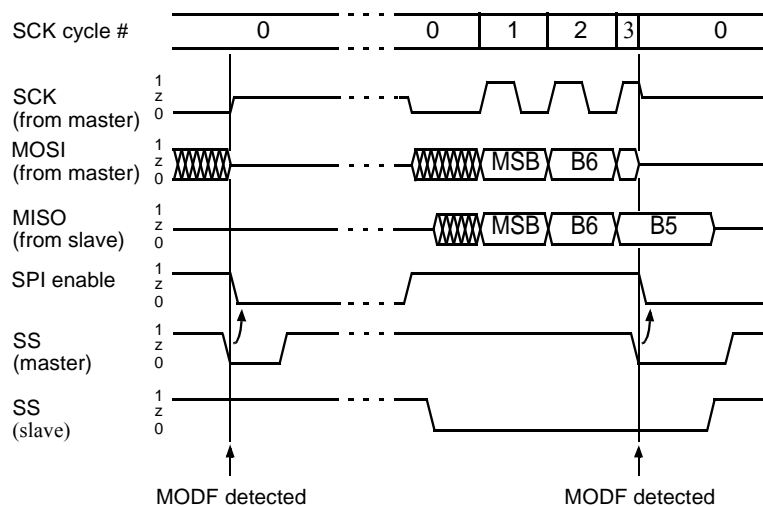 SCK cycle # 0 0 1 2 3 0
SCK
(from master)
1
z
0
MOSI
(from master)
1
z
0
MSB B6
MISO
(from slave)
1
z
0
MSB B6 B5
SPI enable
1
z
0
SS
(master)
1
z
0
SS
(slave)
1
z
0
MODF detected MODF detected